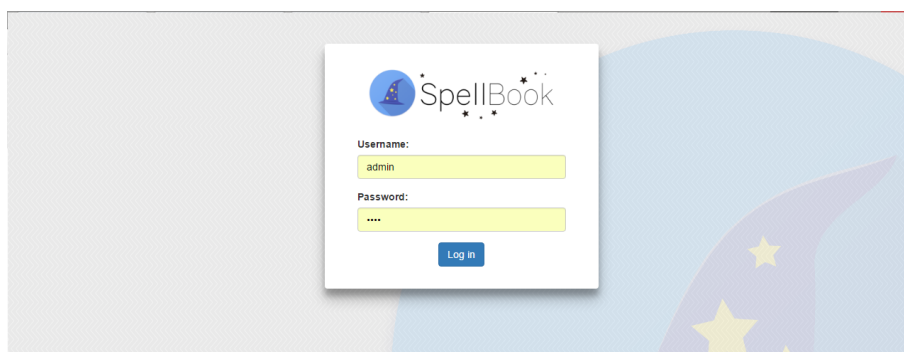 SpellBook
Username:
admin
Password:
••••
Log in